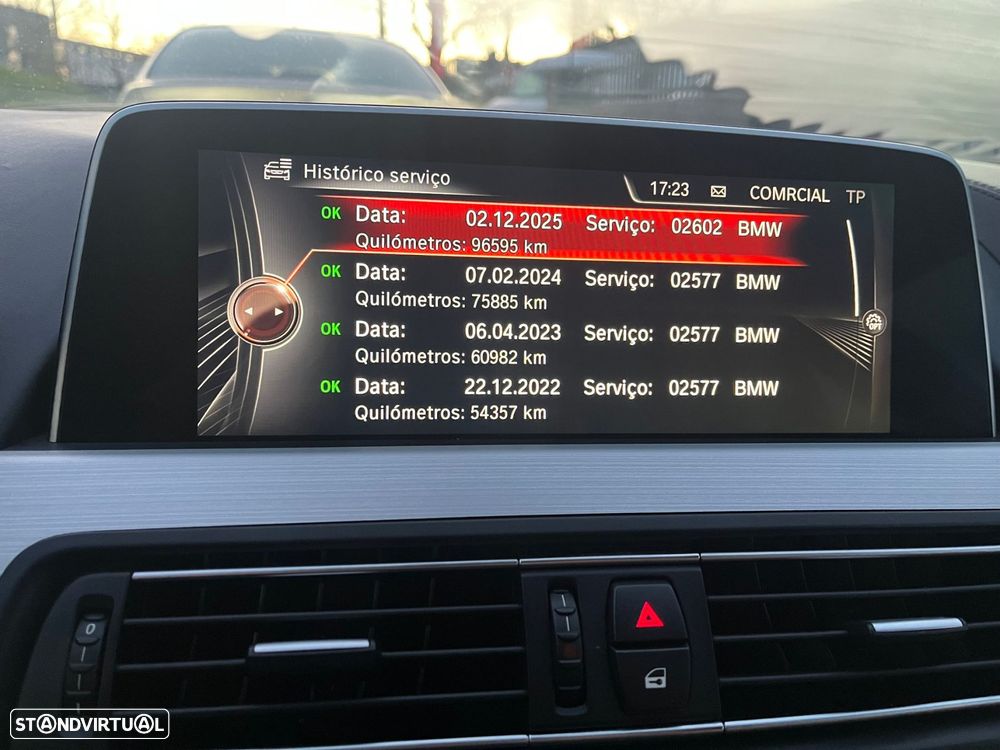 Histórico serviço
17:23 COMRCIAL TP
OK Data: 02.12.2025 Serviço: 02602 BMW
Quilómetros: 96595 km
OK Data: 07.02.2024 Serviço: 02577 BMW
Quilómetros: 75885 km
OK Data: 06.04.2023 Serviço: 02577 BMW
Quilómetros: 60982 km
OK Data: 22.12.2022 Serviço: 02577 BMW
Quilómetros: 54357 km
OPT
0
STANDVIRTUAL